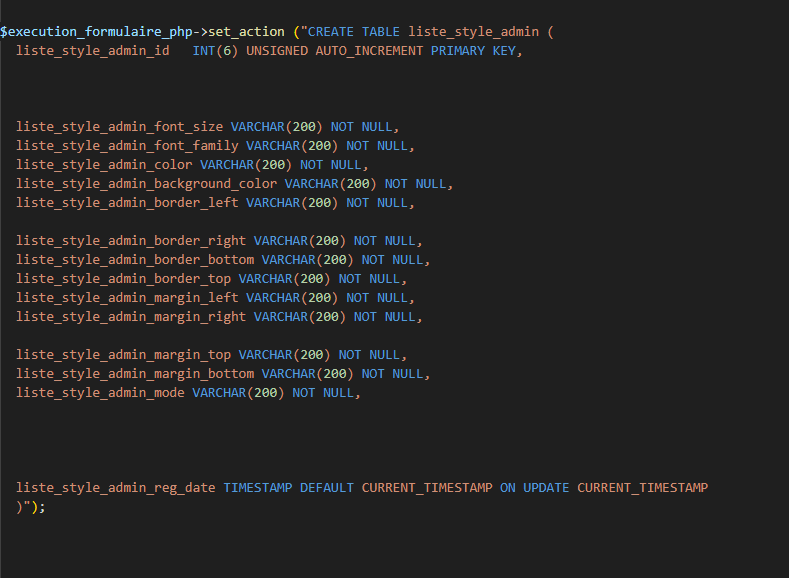 $execution_formulaire_php->set_action ("CREATE TABLE liste_style_admin (
liste_style_admin_id   INT(6) UNSIGNED AUTO_INCREMENT PRIMARY KEY,
liste_style_admin_font_size VARCHAR(200) NOT NULL,
liste_style_admin_font_family VARCHAR(200) NOT NULL,
liste_style_admin_color VARCHAR(200) NOT NULL,
liste_style_admin_background_color VARCHAR(200) NOT NULL,
liste_style_admin_border_left VARCHAR(200) NOT NULL,
liste_style_admin_border_right VARCHAR(200) NOT NULL,
liste_style_admin_border_bottom VARCHAR(200) NOT NULL,
liste_style_admin_border_top VARCHAR(200) NOT NULL,
liste_style_admin_margin_left VARCHAR(200) NOT NULL,
liste_style_admin_margin_right VARCHAR(200) NOT NULL,
liste_style_admin_margin_top VARCHAR(200) NOT NULL,
liste_style_admin_margin_bottom VARCHAR(200) NOT NULL,
liste_style_admin_mode VARCHAR(200) NOT NULL,
liste_style_admin_reg_date TIMESTAMP DEFAULT CURRENT_TIMESTAMP ON UPDATE CURRENT_TIMESTAMP
)");